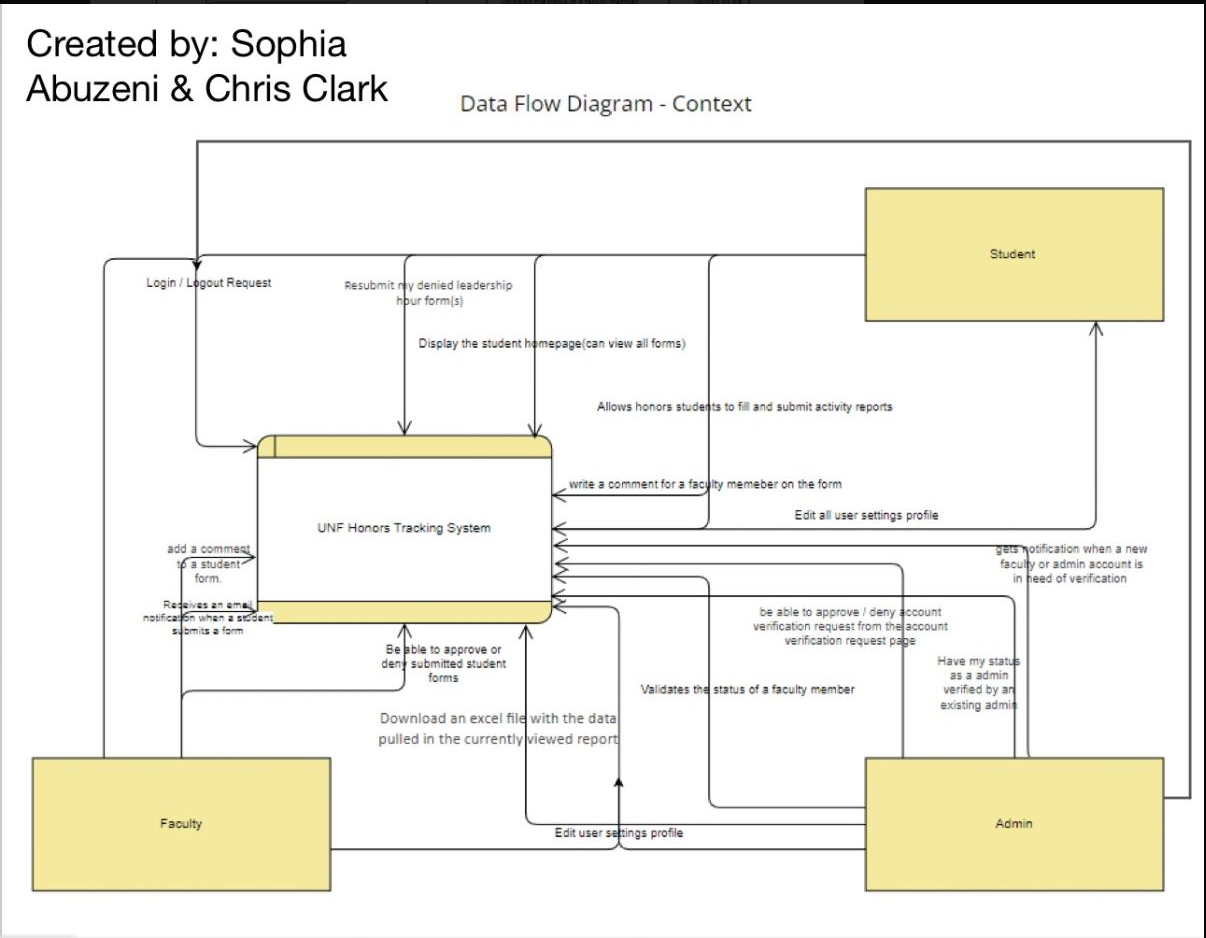 Created by: Sophia
Abuzeni & Chris Clark
Data Flow Diagram - Context
Student
Login / Logout Request
Resubmit my denied leadership
hour form(s)
Display the student homepage(can view all forms)
Allows honors students to fill and submit activity reports
write a comment for a faculty memeber on the form
Edit all user settings profile
UNF Honors Tracking System
add a comment
to a student
form.
gets notification when a new
faculty or admin account is
in need of verification
Receives an email
notification when a student
submits a form
be able to approve / deny account
verification request from the account
verification request page
Be able to approve or
deny submitted student
forms
Have my status
as a admin
verified by an
existing admin
Validates the status of a faculty member
Download an excel file with the data
pulled in the currently viewed report
Faculty
Edit user settings profile
Admin